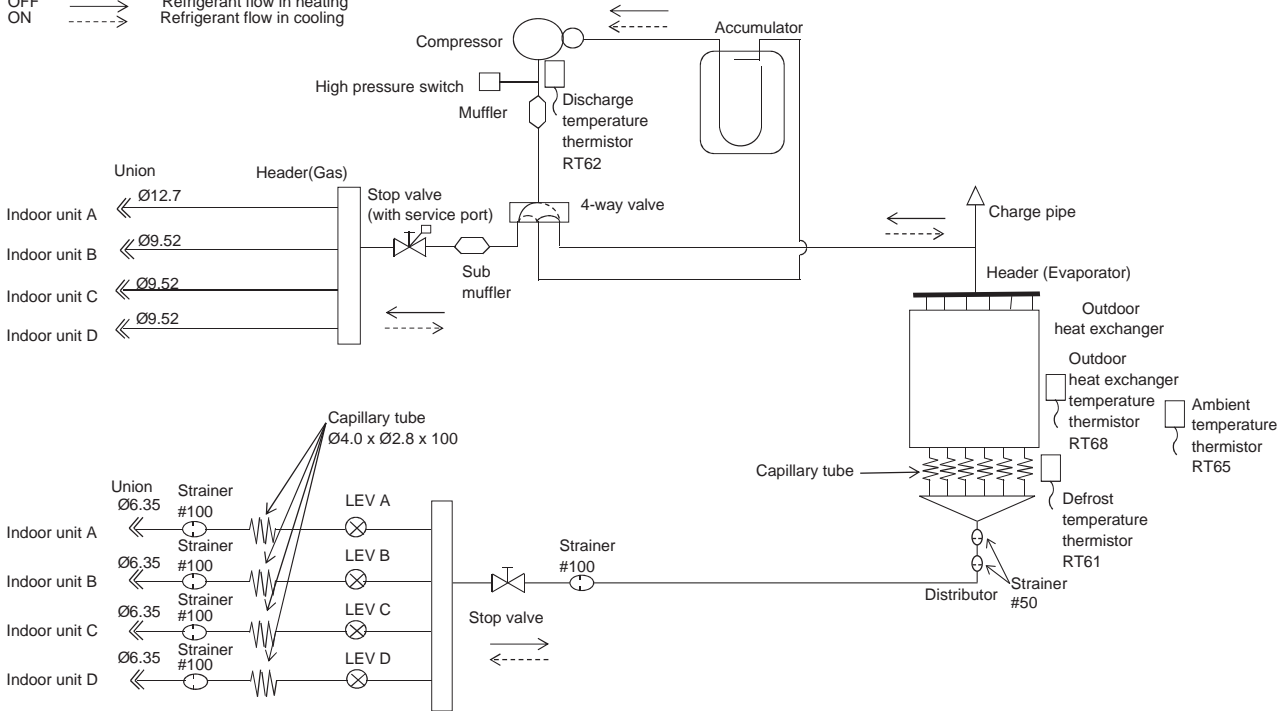 OFF Refrigerant flow in heating
ON Refrigerant flow in cooling
Compressor
Accumulator
High pressure switch
Muffler
Discharge
temperature
thermistor
RT62
Union
Header(Gas)
Stop valve
(with service port)
4-way valve
Sub
muffler
Indoor unit A
Ø12.7
Indoor unit B
Ø9.52
Indoor unit C
Ø9.52
Indoor unit D
Ø9.52
Charge pipe
Header (Evaporator)
Outdoor
heat exchanger
Outdoor
heat exchanger
temperature
thermistor
RT68
Ambient
temperature
thermistor
RT65
Capillary tube
Defrost
temperature
thermistor
RT61
Distributor
Strainer
#50
Capillary tube
Ø4.0 x Ø2.8 x 100
Union
Indoor unit A
Ø6.35
Strainer
#100
LEV A
Indoor unit B
Ø6.35
Strainer
#100
LEV B
Indoor unit C
Ø6.35
Strainer
#100
LEV C
Indoor unit D
Ø6.35
Strainer
#100
LEV D
Stop valve
Strainer
#100